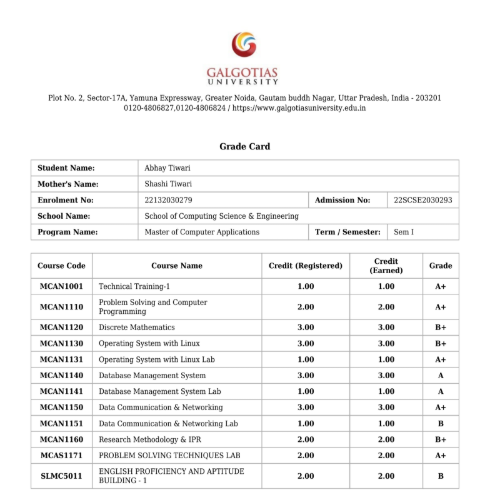 GALGOTIAS
UNIVERSITY
Plot No. 2, Sector-17A, Yamuna Expressway, Greater Noida, Gautam buddh Nagar, Uttar Pradesh, India - 203201
0120-4806827,0120-4806824 / https://www.galgotiasuniversity.edu.in
Grade Card
Student Name: Abhay Tiwari
Mother's Name: Shashi Tiwari
Enrolment No: 22132030279 Admission No: 22SCSE2030293
School Name: School of Computing Science & Engineering
Program Name: Master of Computer Applications Term / Semester: Sem I
Course Code Course Name Credit (Registered) Credit (Earned) Grade
MCAN1001 Technical Training-1 1.00 1.00 A+
MCAN1110 Problem Solving and Computer Programming 2.00 2.00 A+
MCAN1120 Discrete Mathematics 3.00 3.00 B+
MCAN1130 Operating System with Linux 3.00 3.00 B+
MCAN1131 Operating System with Linux Lab 1.00 1.00 A+
MCAN1140 Database Management System 3.00 3.00 A
MCAN1141 Database Management System Lab 1.00 1.00 A
MCAN1150 Data Communication & Networking 3.00 3.00 A+
MCAN1151 Data Communication & Networking Lab 1.00 1.00 B
MCAN1160 Research Methodology & IPR 2.00 2.00 B+
MCAS1171 PROBLEM SOLVING TECHNIQUES LAB 2.00 2.00 A+
SLMC5011 ENGLISH PROFICIENCY AND APTITUDE BUILDING - 1 2.00 2.00 B